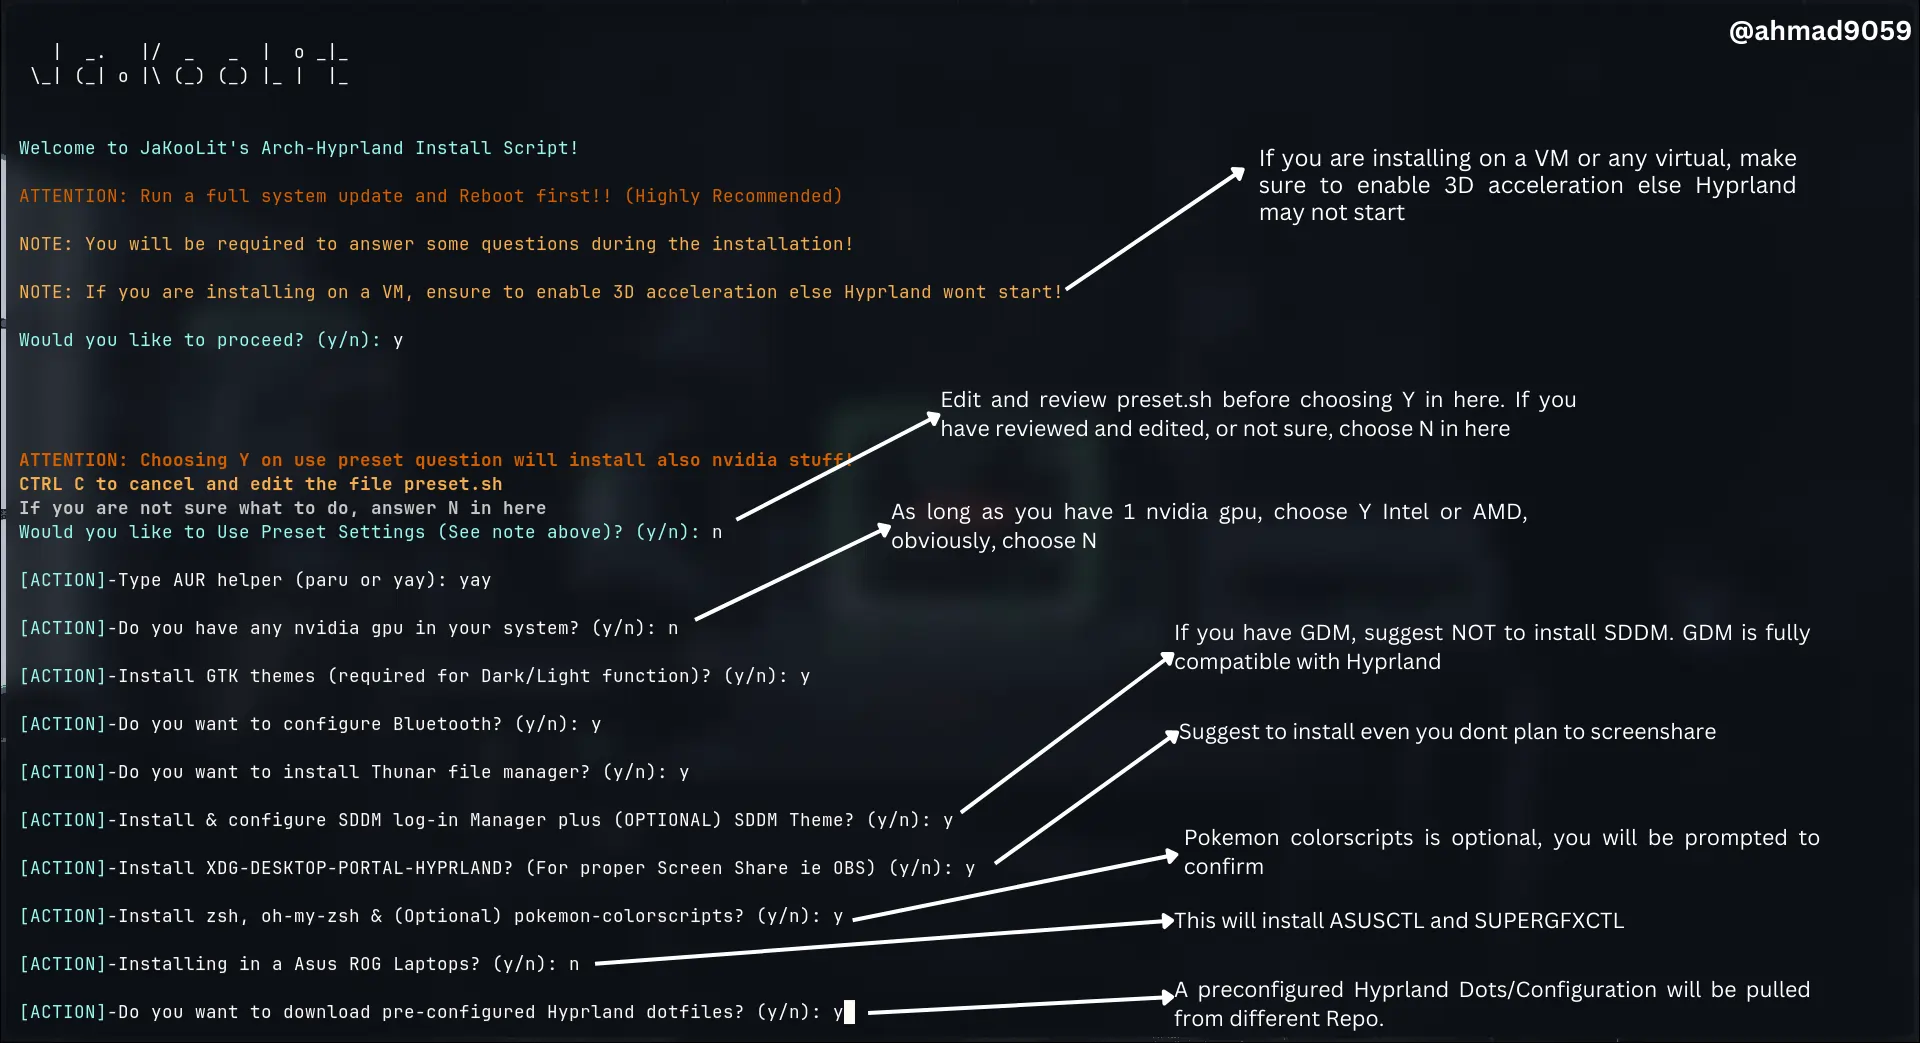 @ahmad9059
   |  _.   |/  _   _  |  o _|_
 \_| (_| o |\ (_) (_) |_ |  |_
Welcome to JaKooLit's Arch-Hyprland Install Script!
ATTENTION: Run a full system update and Reboot first!! (Highly Recommended)
NOTE: You will be required to answer some questions during the installation!
NOTE: If you are installing on a VM, ensure to enable 3D acceleration else Hyprland wont start!
If you are installing on a VM or any virtual, make
sure to enable 3D acceleration else Hyprland
may not start
Would you like to proceed? (y/n): y
ATTENTION: Choosing Y on use preset question will install also nvidia stuff!
CTRL C to cancel and edit the file preset.sh
If you are not sure what to do, answer N in here
Would you like to Use Preset Settings (See note above)? (y/n): n
Edit and review preset.sh before choosing Y in here. If you
have reviewed and edited, or not sure, choose N in here
[ACTION]-Type AUR helper (paru or yay): yay
[ACTION]-Do you have any nvidia gpu in your system? (y/n): n
As long as you have 1 nvidia gpu, choose Y Intel or AMD,
obviously, choose N
[ACTION]-Install GTK themes (required for Dark/Light function)? (y/n): y
[ACTION]-Do you want to configure Bluetooth? (y/n): y
[ACTION]-Do you want to install Thunar file manager? (y/n): y
[ACTION]-Install & configure SDDM log-in Manager plus (OPTIONAL) SDDM Theme? (y/n): y
If you have GDM, suggest NOT to install SDDM. GDM is fully
compatible with Hyprland
[ACTION]-Install XDG-DESKTOP-PORTAL-HYPRLAND? (For proper Screen Share ie OBS) (y/n): y
Suggest to install even you dont plan to screenshare
[ACTION]-Install zsh, oh-my-zsh & (Optional) pokemon-colorscripts? (y/n): y
Pokemon colorscripts is optional, you will be prompted to
confirm
[ACTION]-Installing in a Asus ROG Laptops? (y/n): n
This will install ASUSCTL and SUPERGFXCTL
[ACTION]-Do you want to download pre-configured Hyprland dotfiles? (y/n): y
A preconfigured Hyprland Dots/Configuration will be pulled
from different Repo.